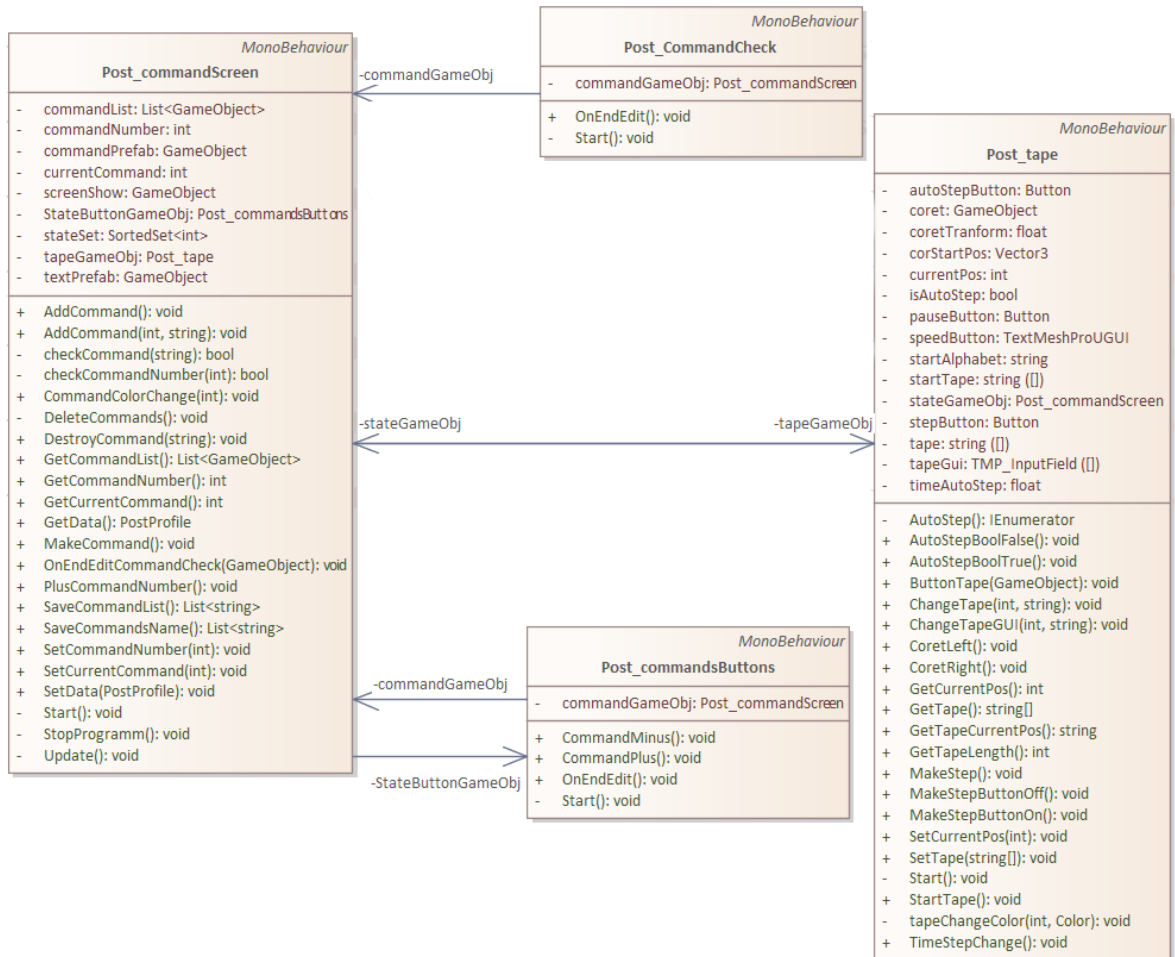 MonoBehaviour
Post_commandScreen
- commandList: List<GameObject>
- commandNumber: int
- commandPrefab: GameObject
- currentCommand: int
- screenShow: GameObject
- StateButtonGameObj: Post_commandsButtons
- stateSet: SortedSet<int>
- tapeGameObj: Post_tape
- textPrefab: GameObject
+ AddCommand(): void
+ AddCommand(int, string): void
- checkCommand(string): bool
- checkCommandNumber(int): bool
+ CommandColorChange(int): void
- DeleteCommands(): void
+ DestroyCommand(string): void
+ GetCommandList(): List<GameObject>
+ GetCommandNumber(): int
+ GetCurrentCommand(): int
+ GetData(): PostProfile
+ MakeCommand(): void
+ OnEndEditCommandCheck(GameObject): void
+ PlusCommandNumber(): void
+ SaveCommandList(): List<string>
+ SaveCommandsName(): List<string>
+ SetCommandNumber(int): void
+ SetCurrentCommand(int): void
+ SetData(PostProfile): void
- Start(): void
- StopProgramm(): void
- Update(): void
-commandGameObj
MonoBehaviour
Post_CommandCheck
- commandGameObj: Post_commandScreen
+ OnEndEdit(): void
- Start(): void
-stateGameObj
-tapeGameObj
-commandGameObj
-StateButtonGameObj
MonoBehaviour
Post_commandsButtons
- commandGameObj: Post_commandScreen
+ CommandMinus(): void
+ CommandPlus(): void
+ OnEndEdit(): void
- Start(): void
MonoBehaviour
Post_tape
- autoStepButton: Button
- coret: GameObject
- coretTranform: float
- corStartPos: Vector3
- currentPos: int
- isAutoStep: bool
- pauseButton: Button
- speedButton: TextMeshProUGUI
- startAlphabet: string
- startTape: string ([])
- stateGameObj: Post_commandScreen
- stepButton: Button
- tape: string ([])
- tapeGui: TMP_InputField ([])
- timeAutoStep: float
- AutoStep(): IEnumerator
+ AutoStepBoolFalse(): void
+ AutoStepBoolTrue(): void
+ ButtonTape(GameObject): void
+ ChangeTape(int, string): void
+ ChangeTapeGUI(int, string): void
+ CoretLeft(): void
+ CoretRight(): void
+ GetCurrentPos(): int
+ GetTape(): string[]
+ GetTapeCurrentPos(): string
+ GetTapeLength(): int
+ MakeStep(): void
+ MakeStepButtonOff(): void
+ MakeStepButtonOn(): void
+ SetCurrentPos(int): void
+ SetTape(string[]): void
- Start(): void
+ StartTape(): void
- tapeChangeColor(int, Color): void
+ TimeStepChange(): void